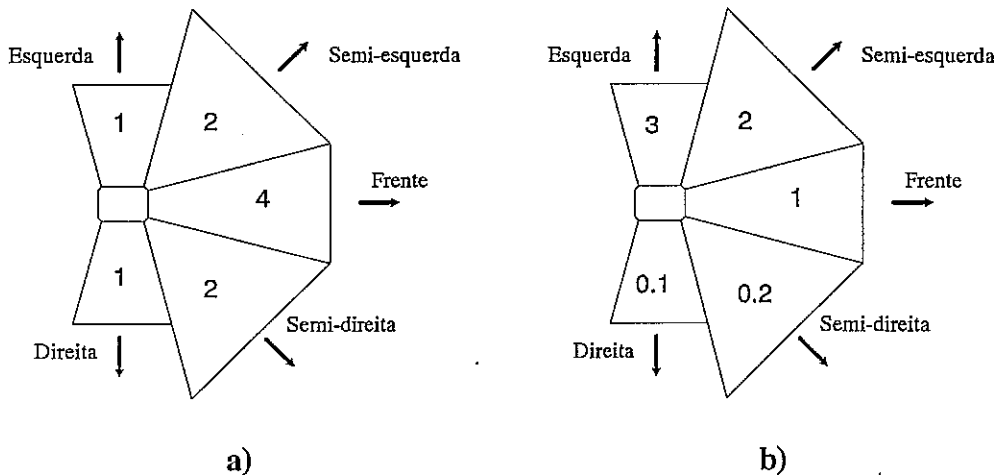 Esquerda
Semi-esquerda
1
2
Frente
4
1
2
Semi-direita
Direita
a)
Esquerda
Semi-esquerda
3
2
Frente
1
0.1
0.2
Semi-direita
Direita
b)